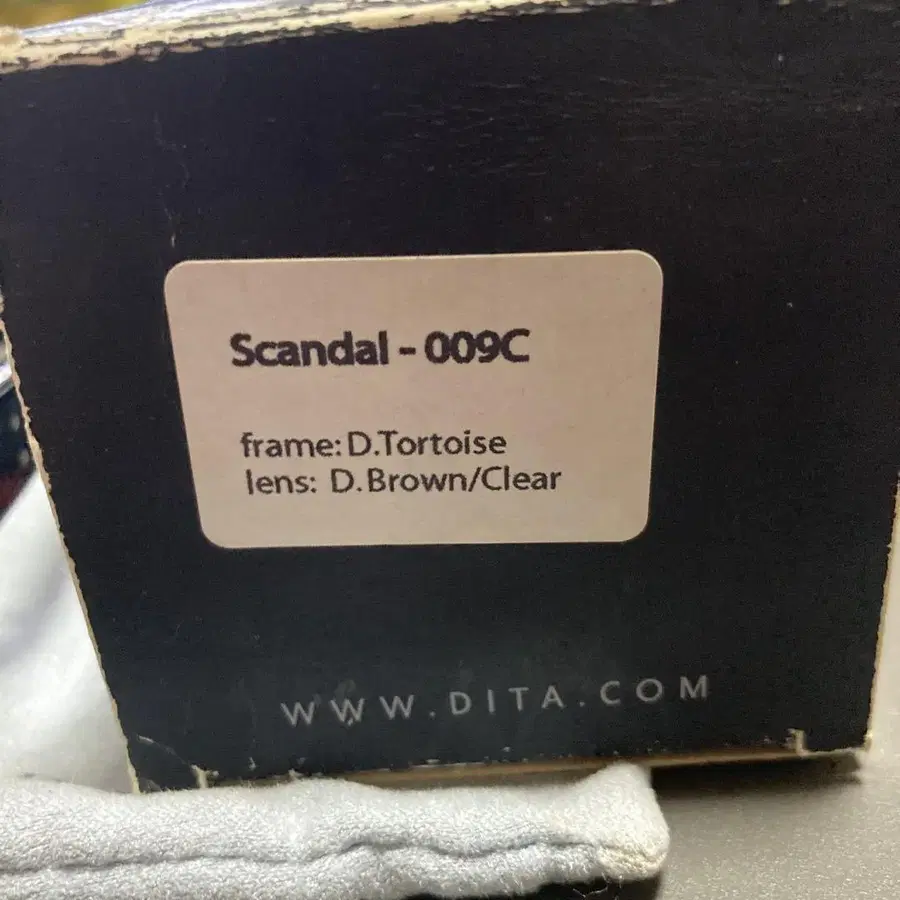 Scandal - 009C
frame: D.Tortoise
lens: D.Brown/Clear
WWW.DITA.COM